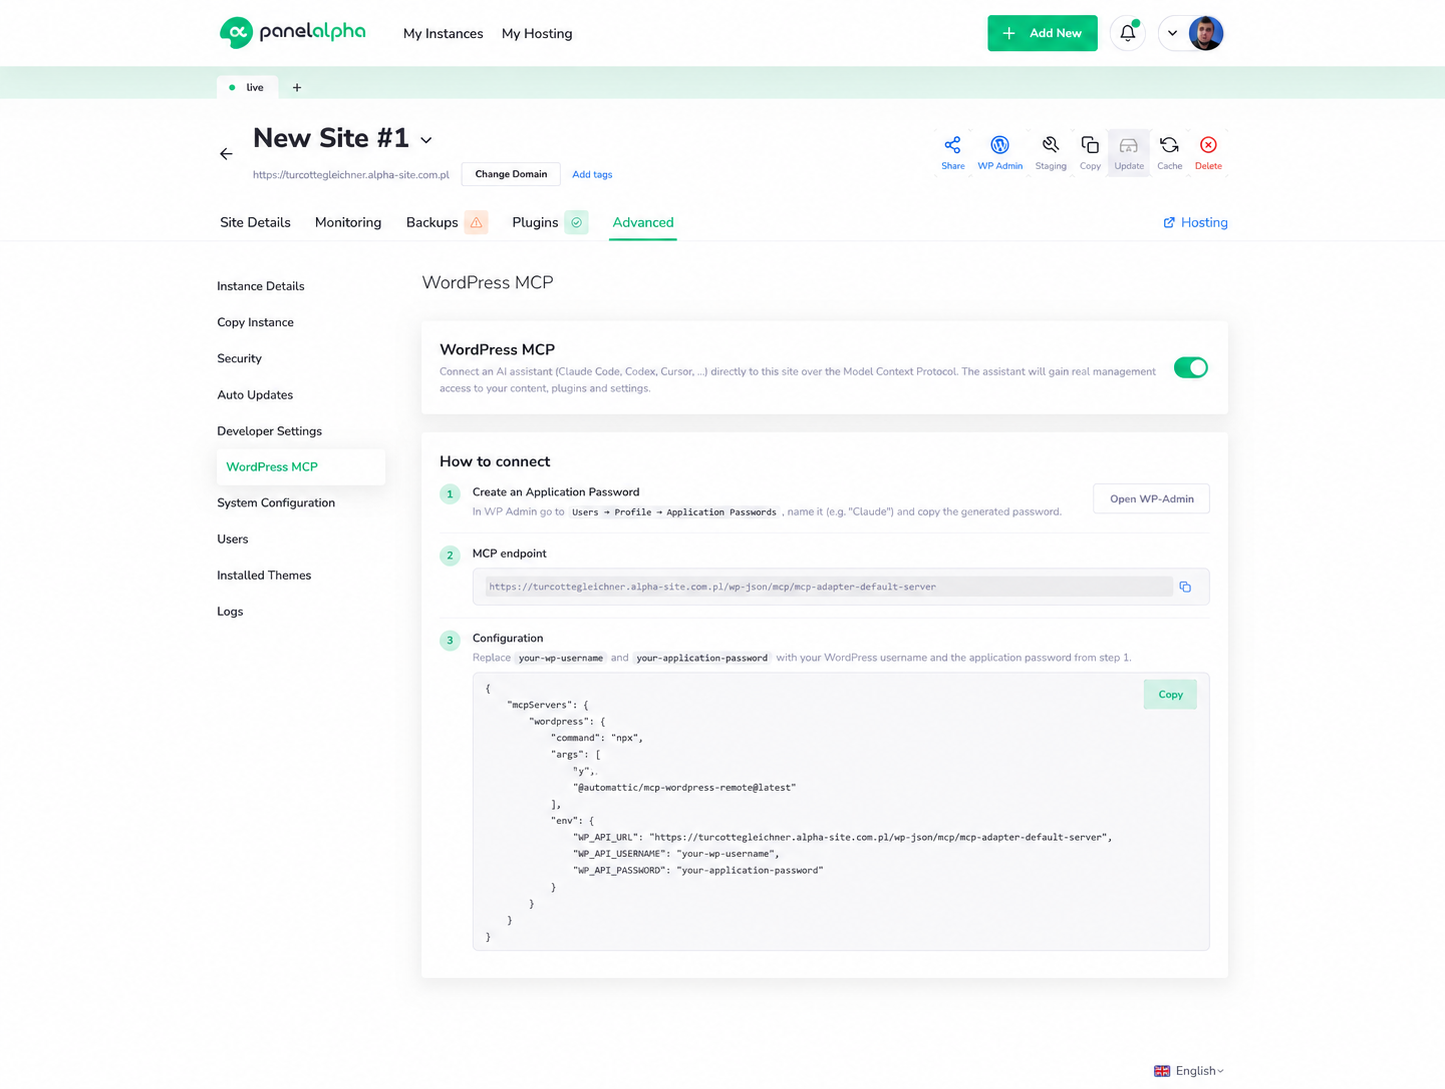 panelalpha
My Instances
My Hosting
Add New
live
New Site #1
https://turcottegleichner.alpha-site.com.pl
Change Domain
Add tags
Share
WP Admin
Staging
Copy
Update
Cache
Delete
Site Details
Monitoring
Backups
Plugins
Advanced
Hosting
Instance Details
Copy Instance
Security
Auto Updates
Developer Settings
WordPress MCP
System Configuration
Users
Installed Themes
Logs
WordPress MCP
WordPress MCP
Connect an AI assistant (Claude Code, Codex, Cursor, ...) directly to this site over the Model Context Protocol. The assistant will gain real management
access to your content, plugins and settings.
How to connect
1 Create an Application Password
In WP Admin go to Users → Profile → Application Passwords , name it (e.g. "Claude") and copy the generated password.
Open WP-Admin
2 MCP endpoint
https://turcottegleichner.alpha-site.com.pl/wp-json/mcp/mcp-adapter-default-server
3 Configuration
Replace your-wp-username and your-application-password with your WordPress username and the application password from step 1.
Copy
{
"mcpServers": {
"wordpress": {
"command": "npx",
"args": [
"y",
"@automattic/mcp-wordpress-remote@latest"
],
"env": {
"WP_API_URL": "https://turcottegleichner.alpha-site.com.pl/wp-json/mcp/mcp-adapter-default-server",
"WP_API_USERNAME": "your-wp-username",
"WP_API_PASSWORD": "your-application-password"
}
}
}
}
English